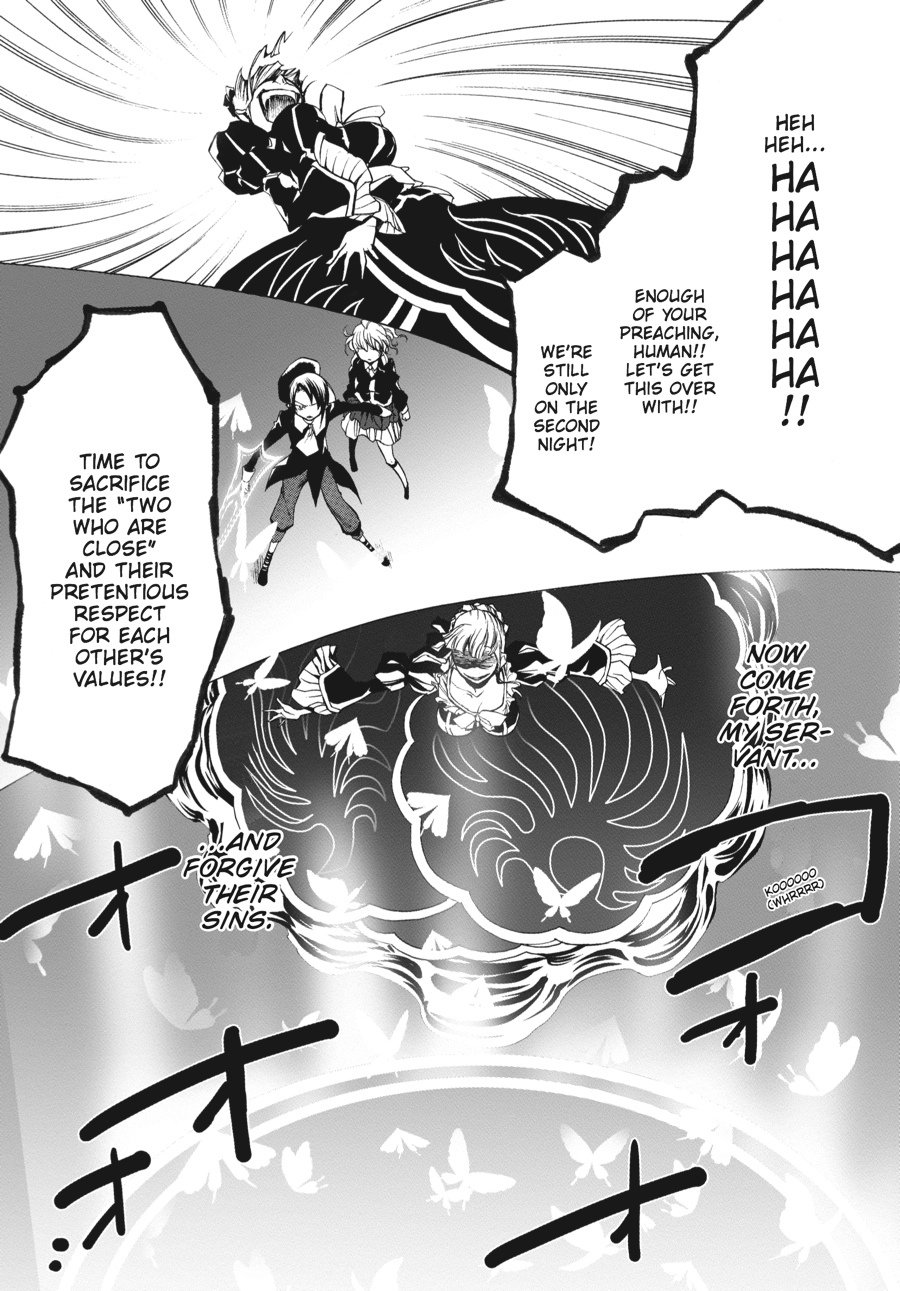 HEH
HEH...
HA
HA
HA
HA
HA
HA
!!
ENOUGH
OF YOUR
PREACHING,
HUMAN!!
LET'S GET
THIS OVER
WITH!!
WE'RE
STILL
ONLY
ON THE
SECOND
NIGHT!
TIME TO
SACRIFICE
THE "TWO
WHO ARE
CLOSE"
AND THEIR
PRETENTIOUS
RESPECT
FOR EACH
OTHER'S
VALUES!!
NOW
COME
FORTH,
MY SER-
VANT...
...AND
FORGIVE
THEIR
SINS.
コオオオオオオ…
KOOOOOO
(WHRRRR)